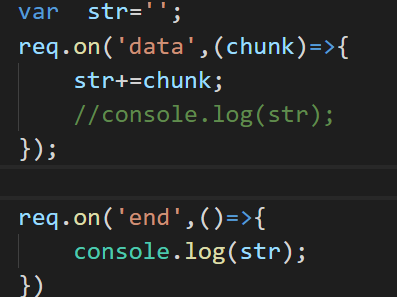 var  str='';
req.on('data',(chunk)=>{
    str+=chunk;
    //console.log(str);
});

req.on('end',()=>{
    console.log(str);
})